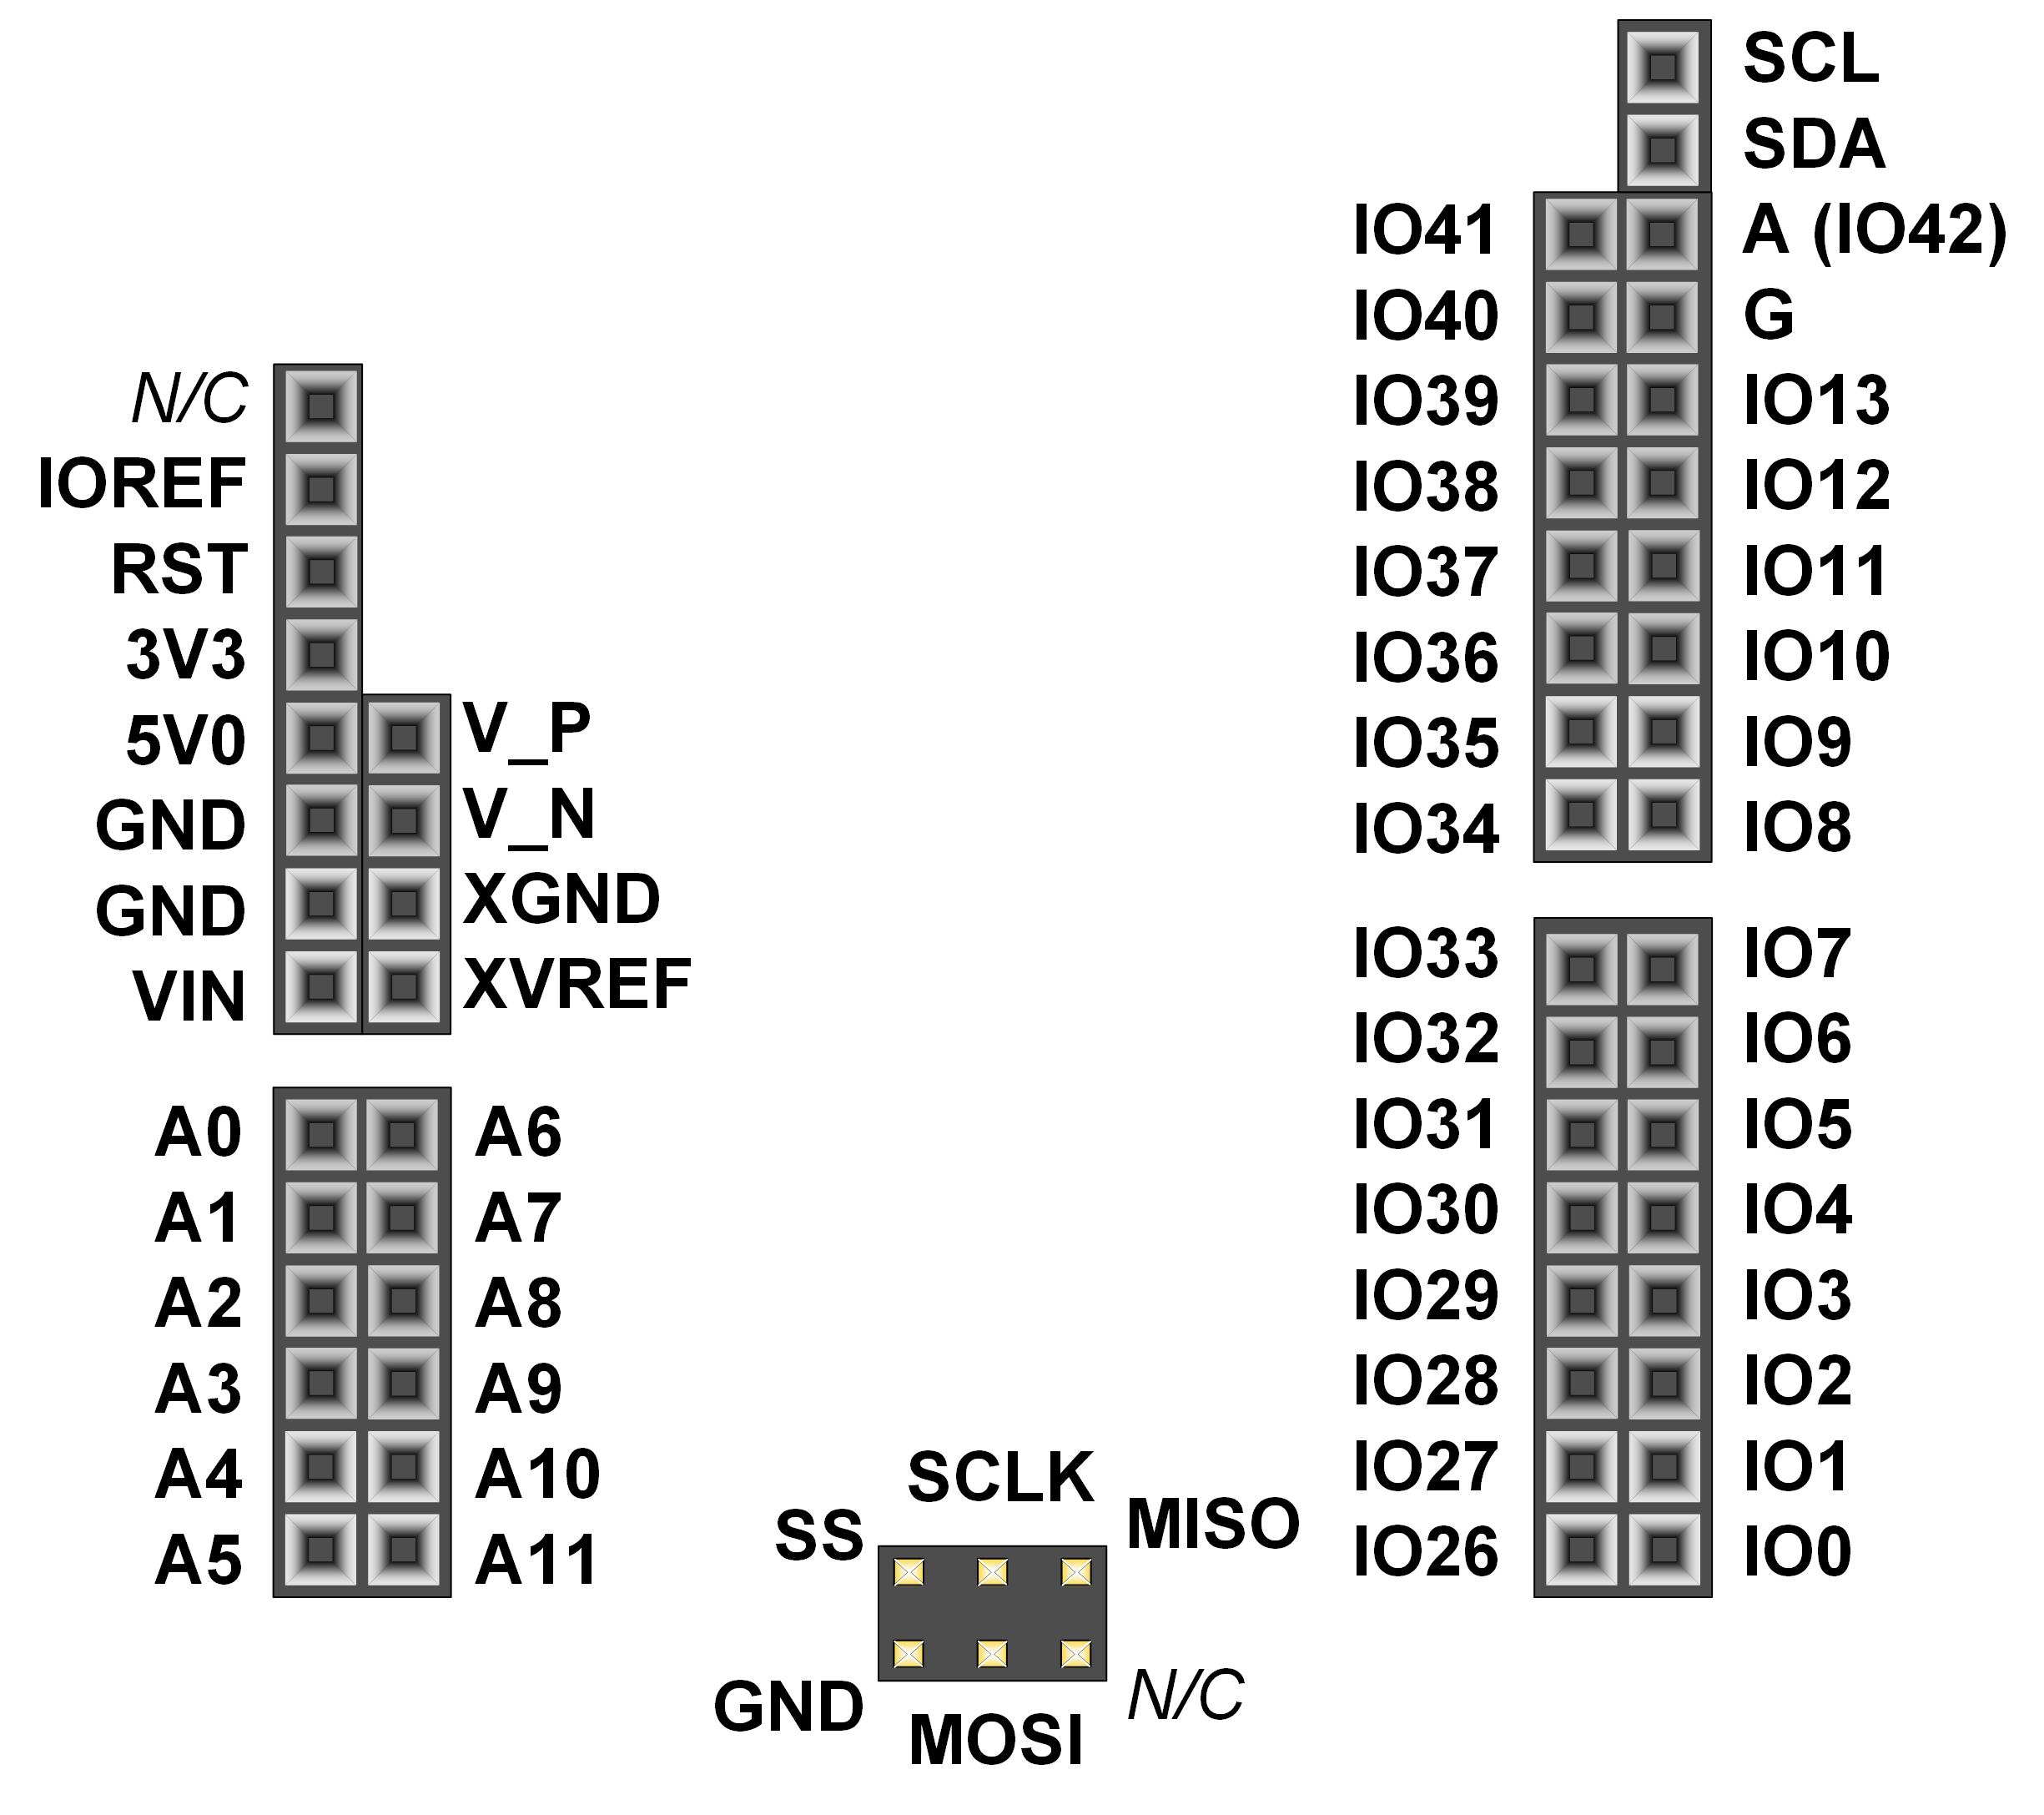 SCL
SDA
IO41 A (IO42)
IO40 G
IO39 IO13
IO38 IO12
IO37 IO11
IO36 IO10
IO35 IO9
IO34 IO8
N/C
IOREF
RST
3V3
5V0 V_P
GND V_N
GND XGND
VIN XVREF
IO33 IO7
IO32 IO6
IO31 IO5
IO30 IO4
IO29 IO3
IO28 IO2
IO27 IO1
IO26 IO0
A0 A6
A1 A7
A2 A8
A3 A9
A4 A10
A5 A11
SS SCLK MISO
GND MOSI N/C